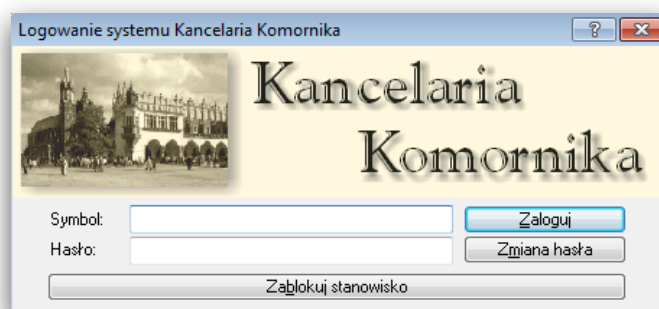 Logowanie systemu Kancelaria Komornika
Kancelaria
Komornika
Symbol:
Zaloguj
Hasło:
Zmiana hasła
Zablokuj stanowisko